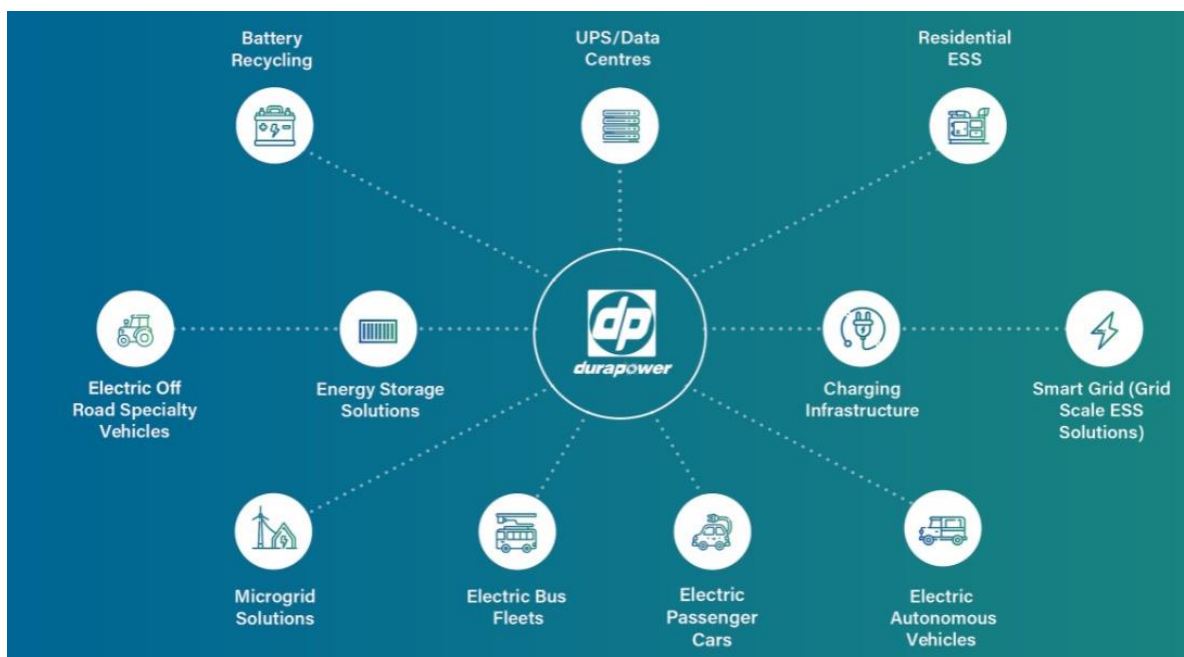 Battery
Recycling
UPS/Data
Centres
Residential
ESS
dp
durapower
Electric Off
Road Specialty
Vehicles
Energy Storage
Solutions
Charging
Infrastructure
Smart Grid (Grid
Scale ESS
Solutions)
Microgrid
Solutions
Electric Bus
Fleets
Electric
Passenger
Cars
Electric
Autonomous
Vehicles